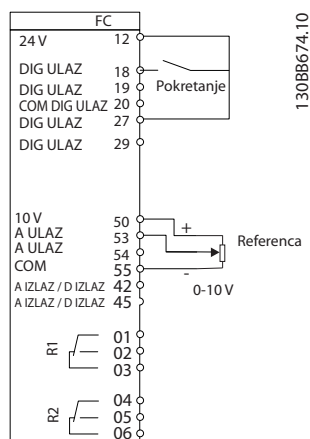 FC
24 V 12
DIG ULAZ 18
DIG ULAZ 19
COM DIG ULAZ 20
DIG ULAZ 27
DIG ULAZ 29
Pokretanje
10 V 50
A ULAZ 53
A ULAZ 54
COM 55
A IZLAZ / D IZLAZ 42
A IZLAZ / D IZLAZ 45
+
-
Referenca
0-10 V
R1
01
02
03
R2
04
05
06
130BB674.10